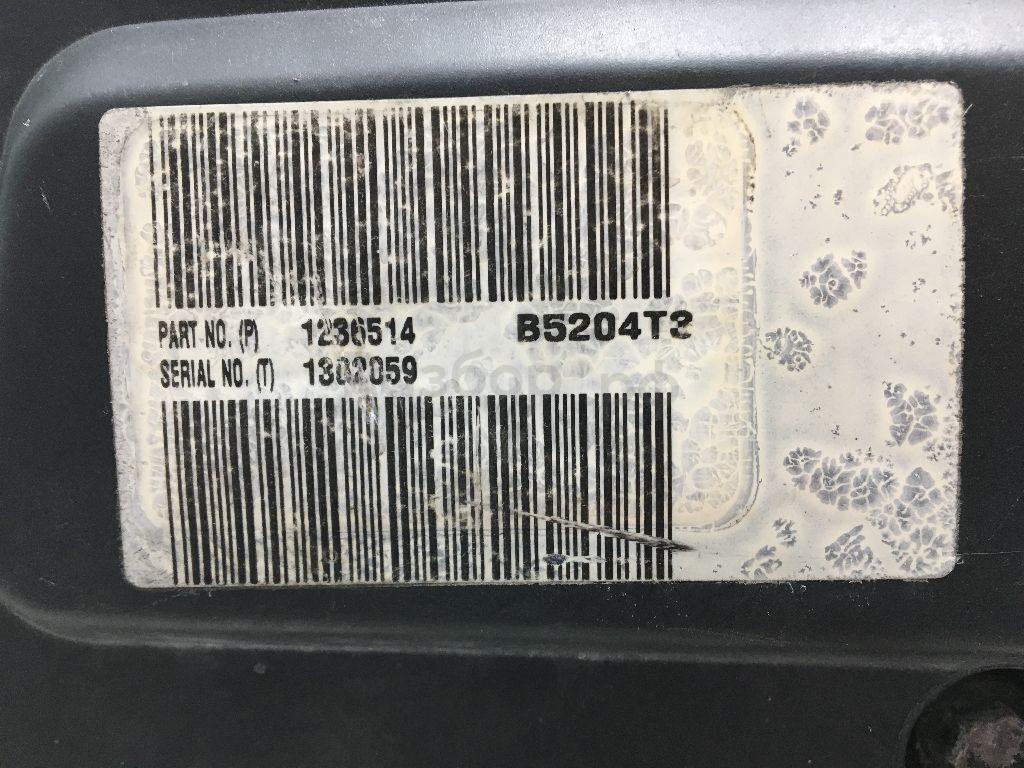 PART NO. (P) 1236514 B5204T3
SERIAL NO. (T) 1302059